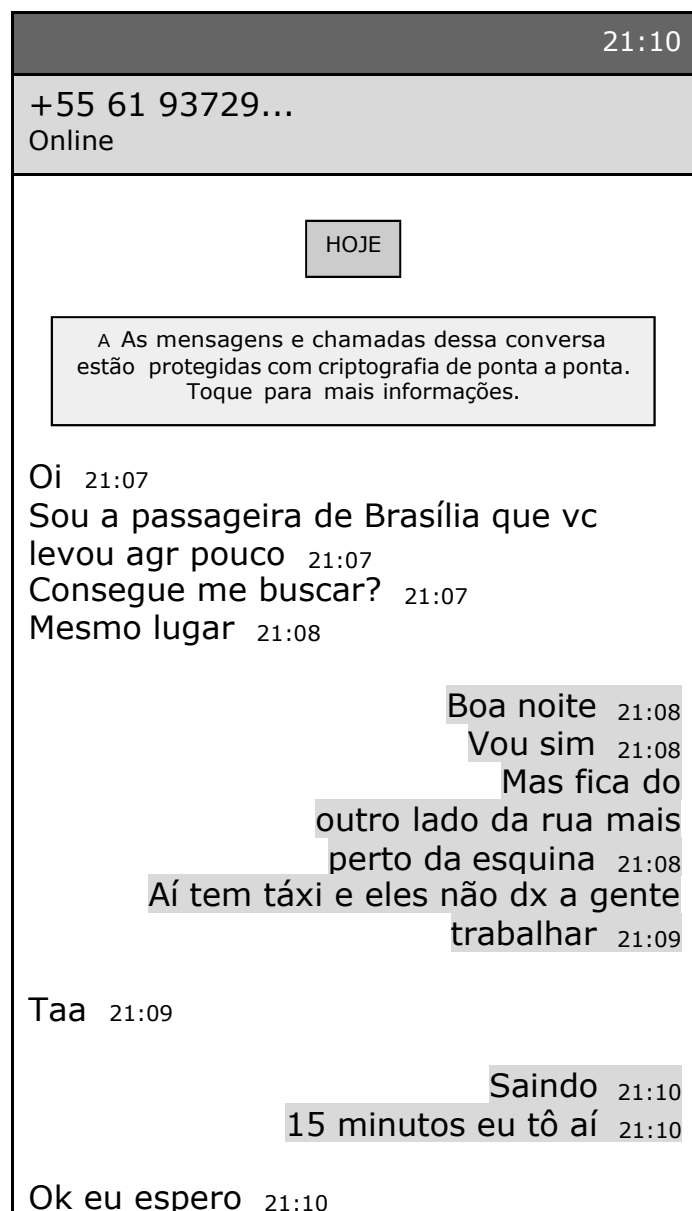 21:10
+55 61 93729...
Online
HOJE
A As mensagens e chamadas dessa conversa
estão protegidas com criptografia de ponta a ponta.
Toque para mais informações.
Oi 21:07
Sou a passageira de Brasília que vc
levou agr pouco 21:07
Consegue me buscar? 21:07
Mesmo lugar 21:08
Boa noite 21:08
Vou sim 21:08
Mas fica do
outro lado da rua mais
perto da esquina 21:08
Aí tem táxi e eles não dx a gente
trabalhar 21:09
Taa 21:09
Saindo 21:10
15 minutos eu tô aí 21:10
Ok eu espero 21:10